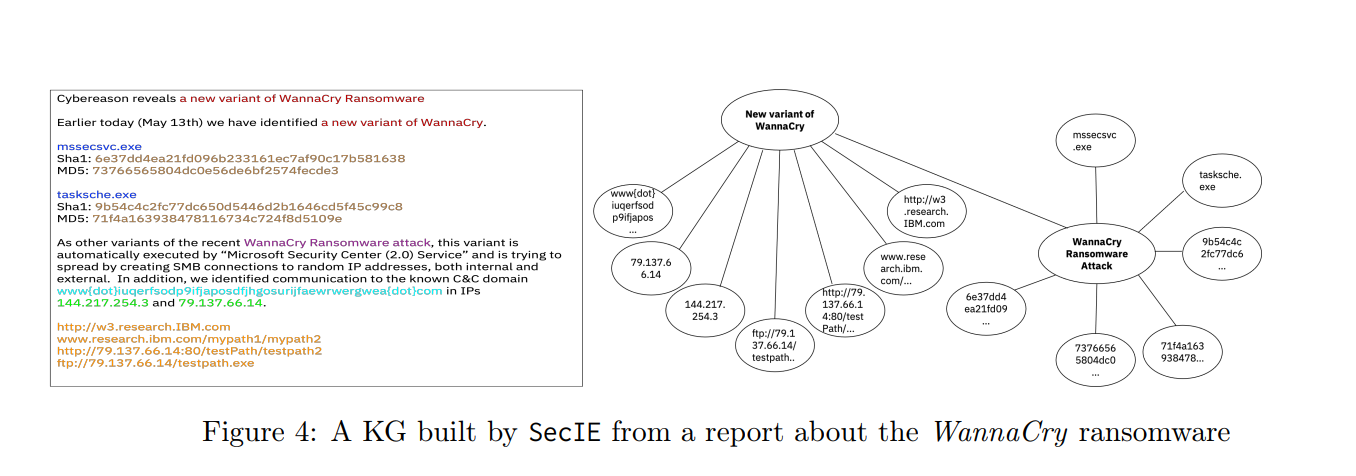 Cybereason reveals a new variant of WannaCry Ransomware
Earlier today (May 13th) we have identified a new variant of WannaCry.
mssecsvc.exe
Sha1: 6e37dd4ea21fd096b233161ec7af90c17b581638
MD5: 73766565804dc0e56de6bf2574fecde3
tasksche.exe
Sha1: 9b54c4c2fc77dc650d5446d2b1646cd5f45c99c8
MD5: 71f4a163938478116734c724f8d5109e
As other variants of the recent WannaCry Ransomware attack, this variant is
automatically executed by “Microsoft Security Center (2.0) Service” and is trying to
spread by creating SMB connections to random IP addresses, both internal and
external.  In addition, we identified communication to the known C&C domain
www{dot}iuqerfsodp9ifjaposdfjhgosurijfaewrwergwea{dot}com in IPs
144.217.254.3 and 79.137.66.14.
http://w3.research.IBM.com
www.research.ibm.com/mypath1/mypath2
http://79.137.66.14:80/testPath/testpath2
ftp://79.137.66.14/testpath.exe
New variant of
WannaCry
www{dot}
iuqerfsod
p9ifjapos
...
79.137.6
6.14
144.217.
254.3
ftp://79.1
37.66.14/
testpath..
http://79.
137.66.1
4:80/test
Path/...
www.rese
arch.ibm.
com/...
http://w3
.research.
IBM.com
WannaCry
Ransomware
Attack
mssecsvc
.exe
tasksche.
exe
9b54c4c
2fc77dc6
...
6e37dd4
ea21fd09
...
7376656
5804dc0
...
71f4a163
938478...
Figure 4: A KG built by SecIE from a report about the WannaCry ransomware